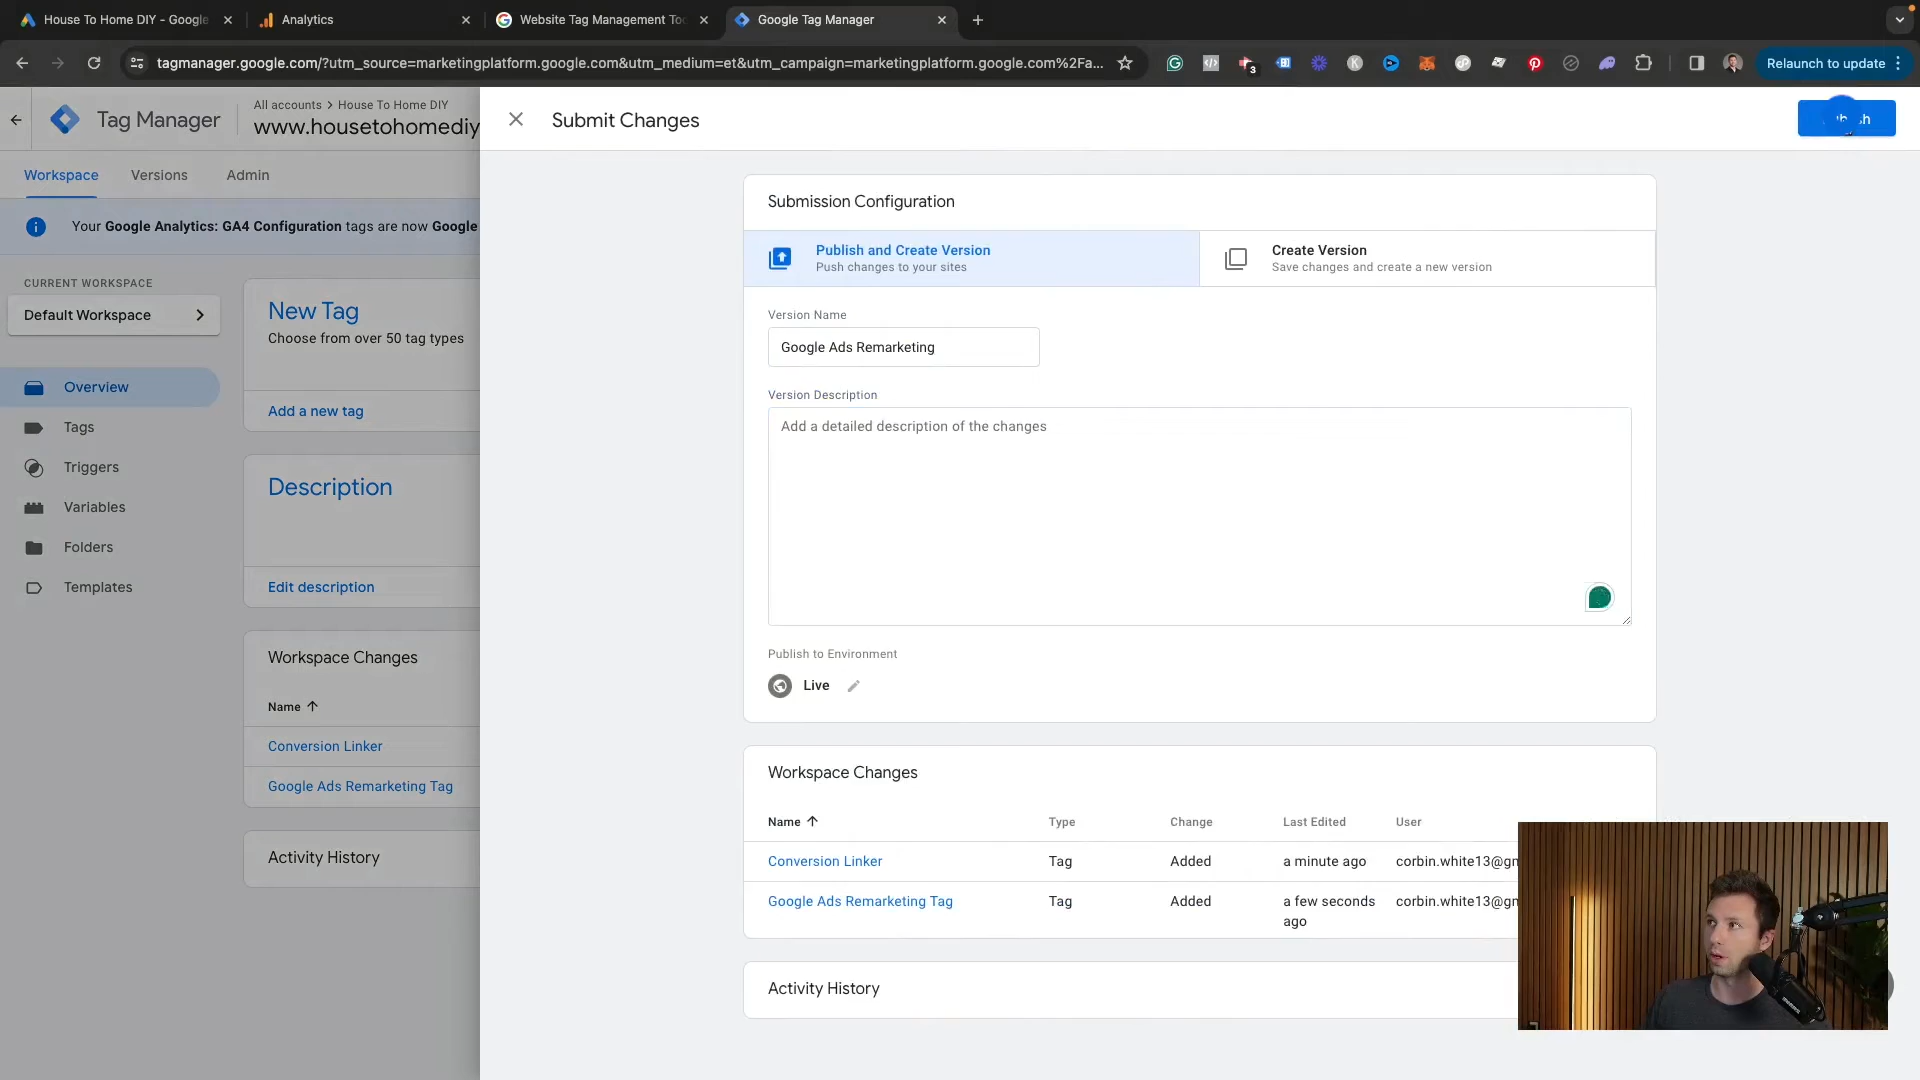 House To Home DIY - Google
Analytics
Website Tag Management Too
Google Tag Manager
tagmanager.google.com/?utm_source=marketingplatform.google.com&utm_medium=et&utm_campaign=marketingplatform.google.com%2Fa...
3
Relaunch to update
Tag Manager
All accounts > House To Home DIY
www.housetohomediy
Submit Changes
Workspace
Versions
Admin
Your Google Analytics: GA4 Configuration tags are now Google
CURRENT WORKSPACE
Default Workspace
Overview
Tags
Triggers
Variables
Folders
Templates
New Tag
Choose from over 50 tag types
Add a new tag
Description
Edit description
Workspace Changes
Name
Conversion Linker
Google Ads Remarketing Tag
Activity History
Submission Configuration
Publish and Create Version
Push changes to your sites
Create Version
Save changes and create a new version
Version Name
Google Ads Remarketing
Version Description
Add a detailed description of the changes
Publish to Environment
Live
Workspace Changes
Name Type Change Last Edited User
Conversion Linker Tag Added a minute ago corbin.white13@gm
Google Ads Remarketing Tag Tag Added a few seconds ago corbin.white13@gm
Activity History